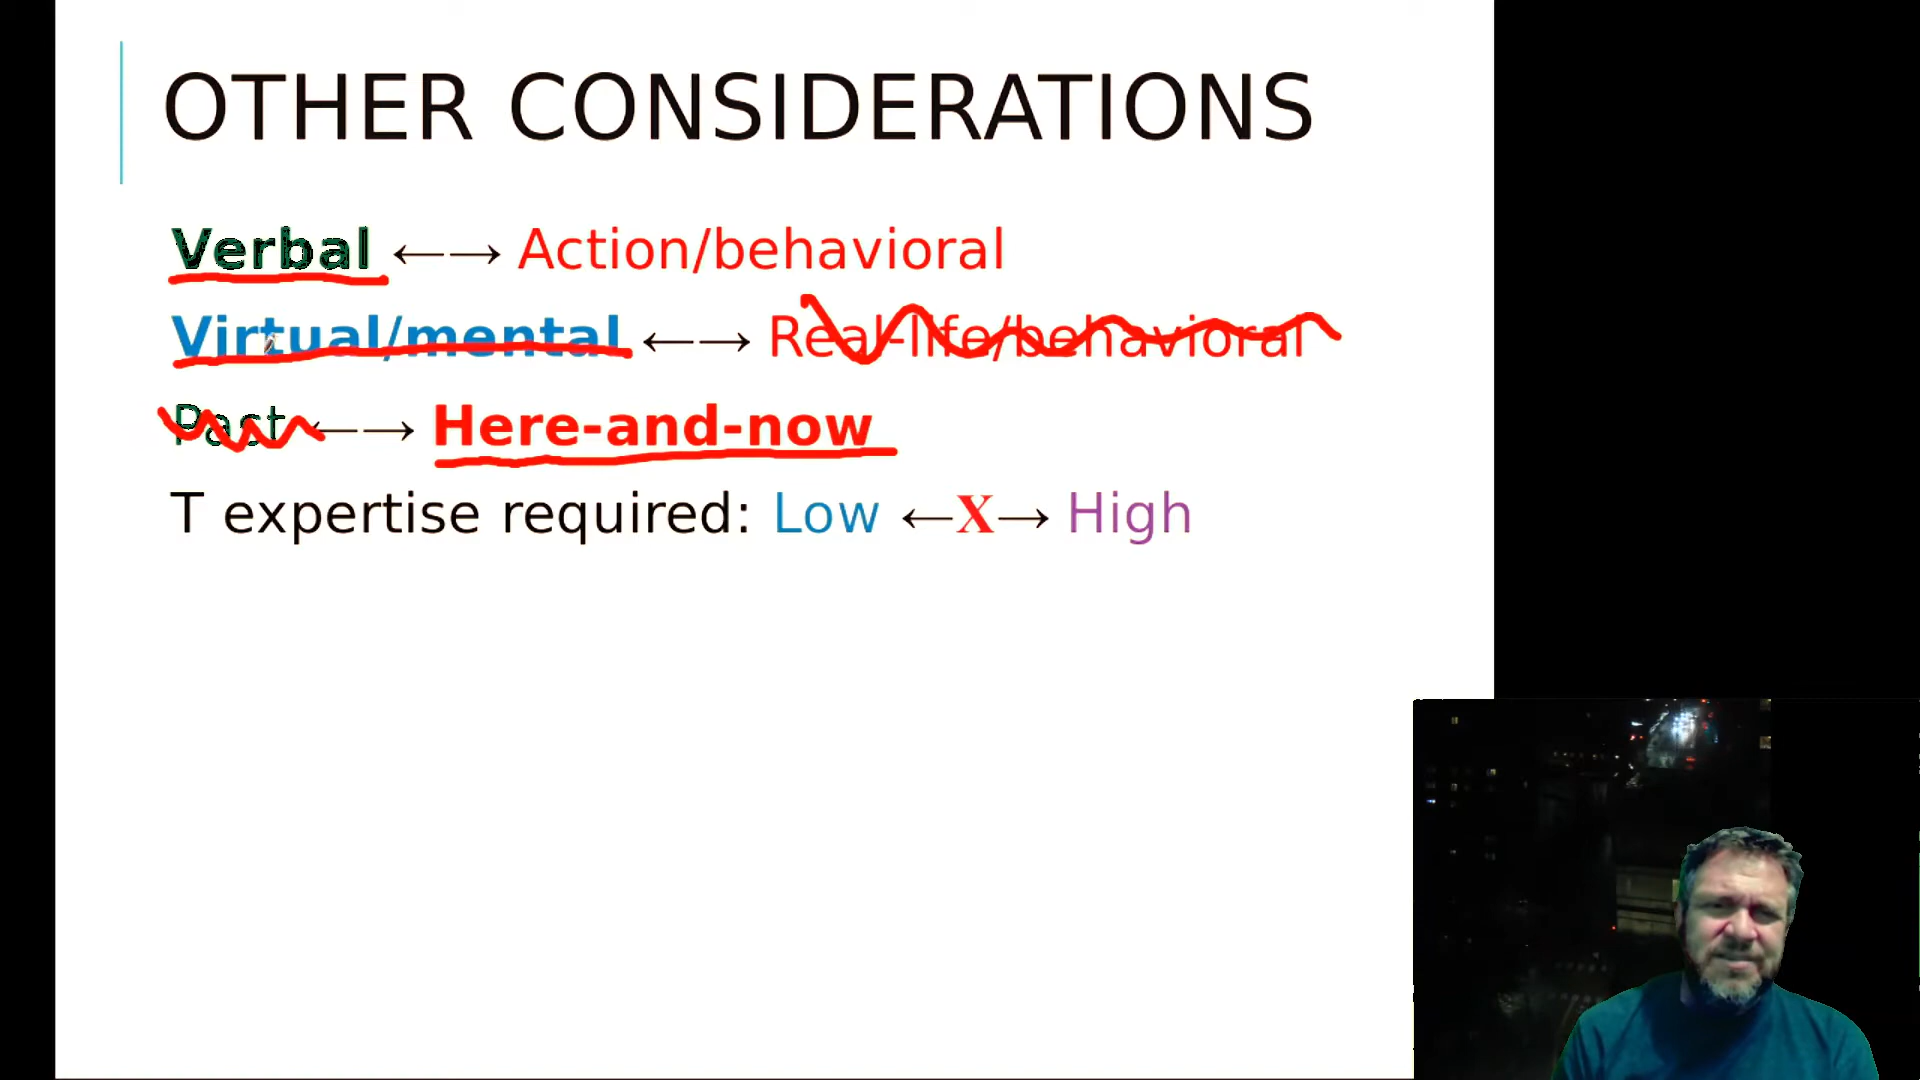 OTHER CONSIDERATIONS
Verbal ←→ Action/behavioral
Virtual/mental ←→ Real-life/behavioral
Past ←→ Here-and-now
T expertise required: Low ←X→ High